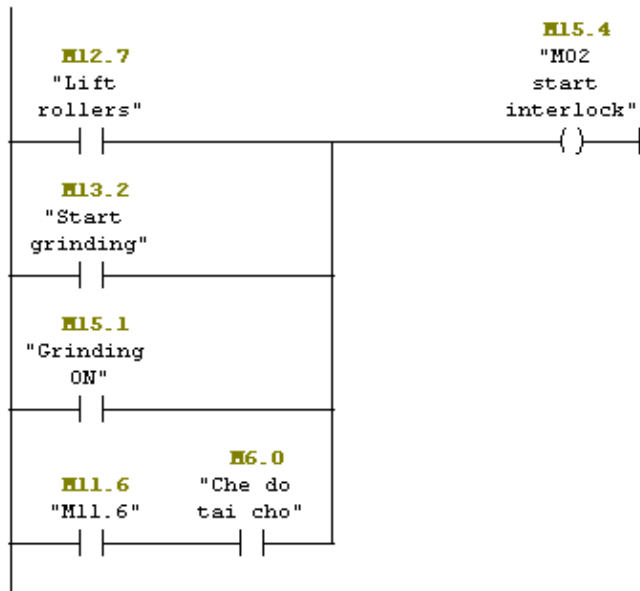 M12.7
"Lift
rollers"
M15.4
"M02
start
interlock"
M13.2
"Start
grinding"
M15.1
"Grinding
ON"
M11.6
"M11.6"
M6.0
"Che do
tai cho"